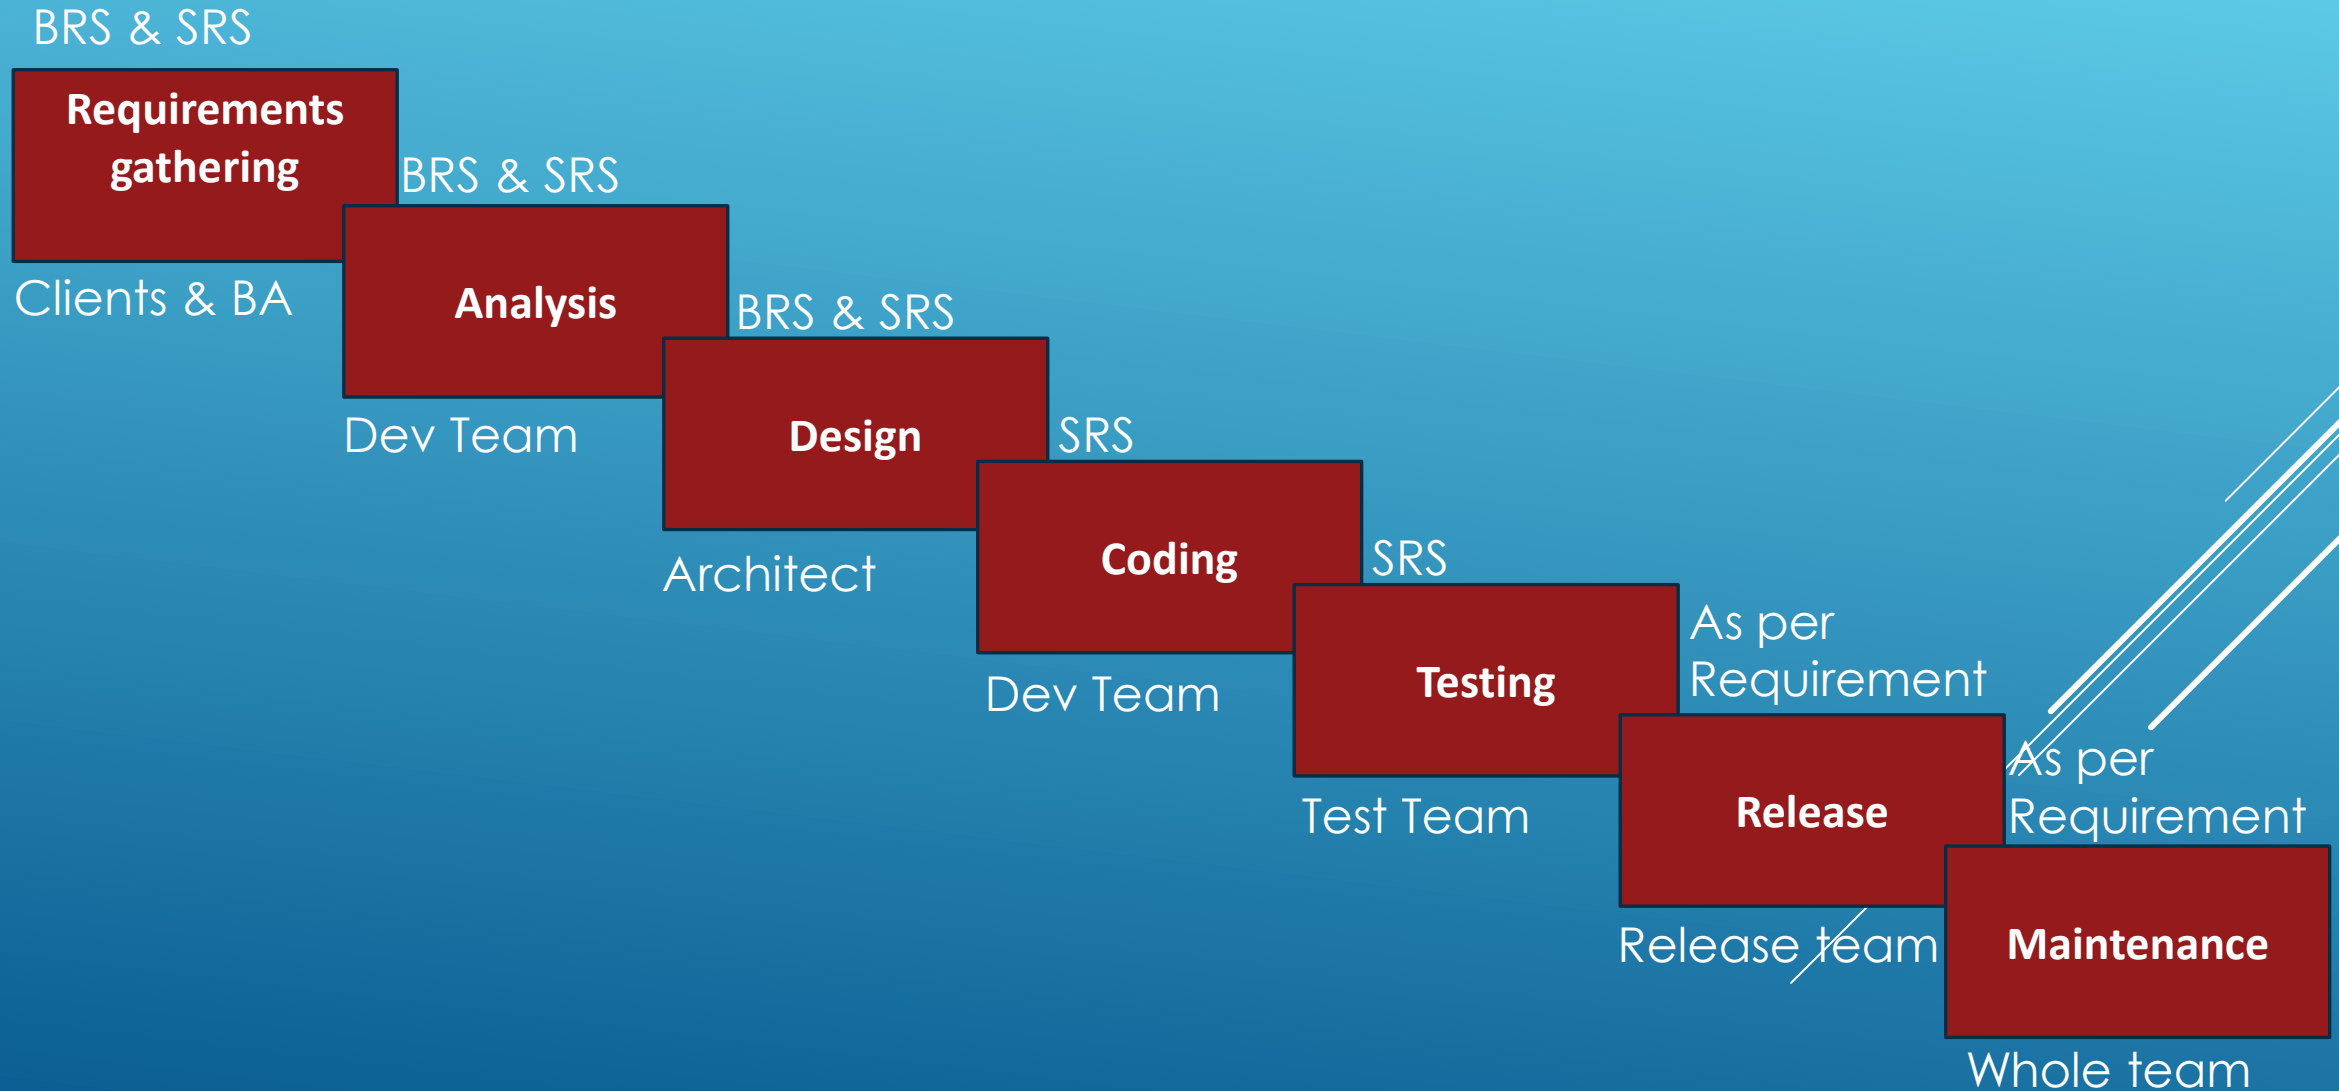 BRS & SRS
Requirements
gathering
Clients & BA
BRS & SRS
Analysis
Dev Team
BRS & SRS
Design
Architect
SRS
Coding
Dev Team
SRS
Testing
Test Team
As per
Requirement
Release
Release team
As per
Requirement
Maintenance
Whole team